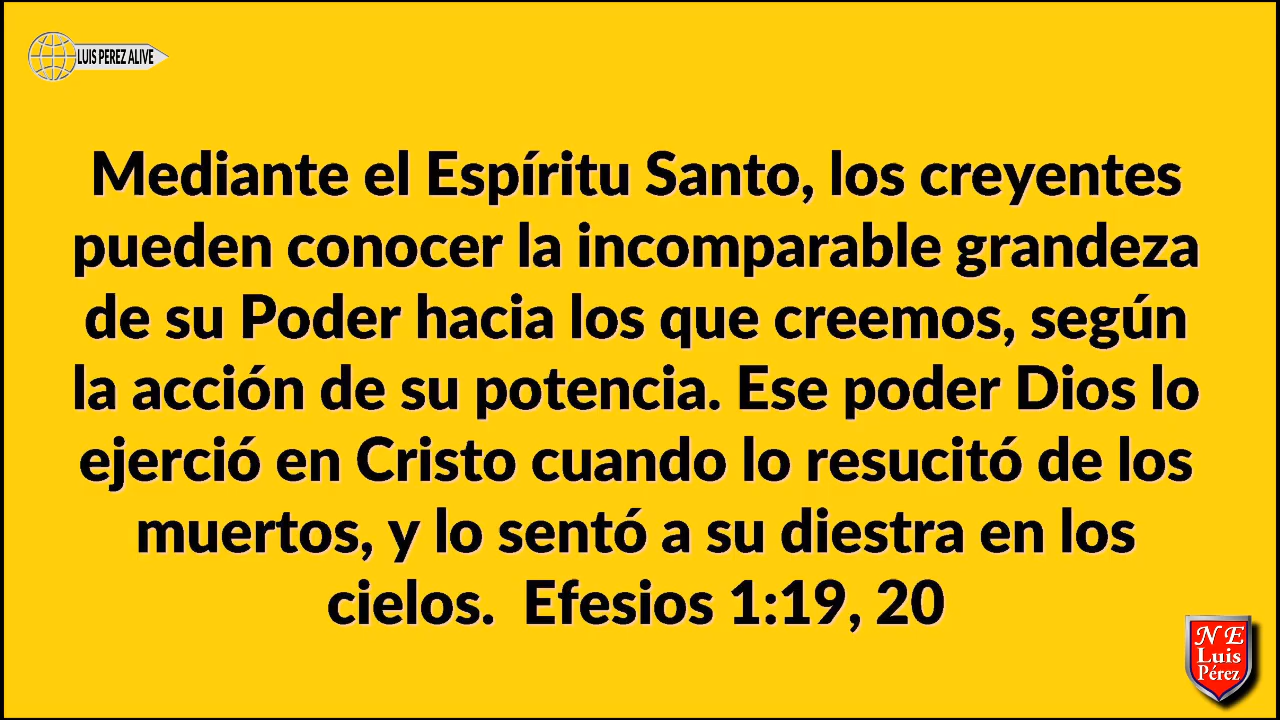 LUIS PEREZ ALIVE
Mediante el Espíritu Santo, los creyentes
pueden conocer la incomparable grandeza
de su Poder hacia los que creemos, según
la acción de su potencia. Ese poder Dios lo
ejerció en Cristo cuando lo resucitó de los
muertos, y lo sentó a su diestra en los
cielos.  Efesios 1:19, 20
N E
Luis
Pérez